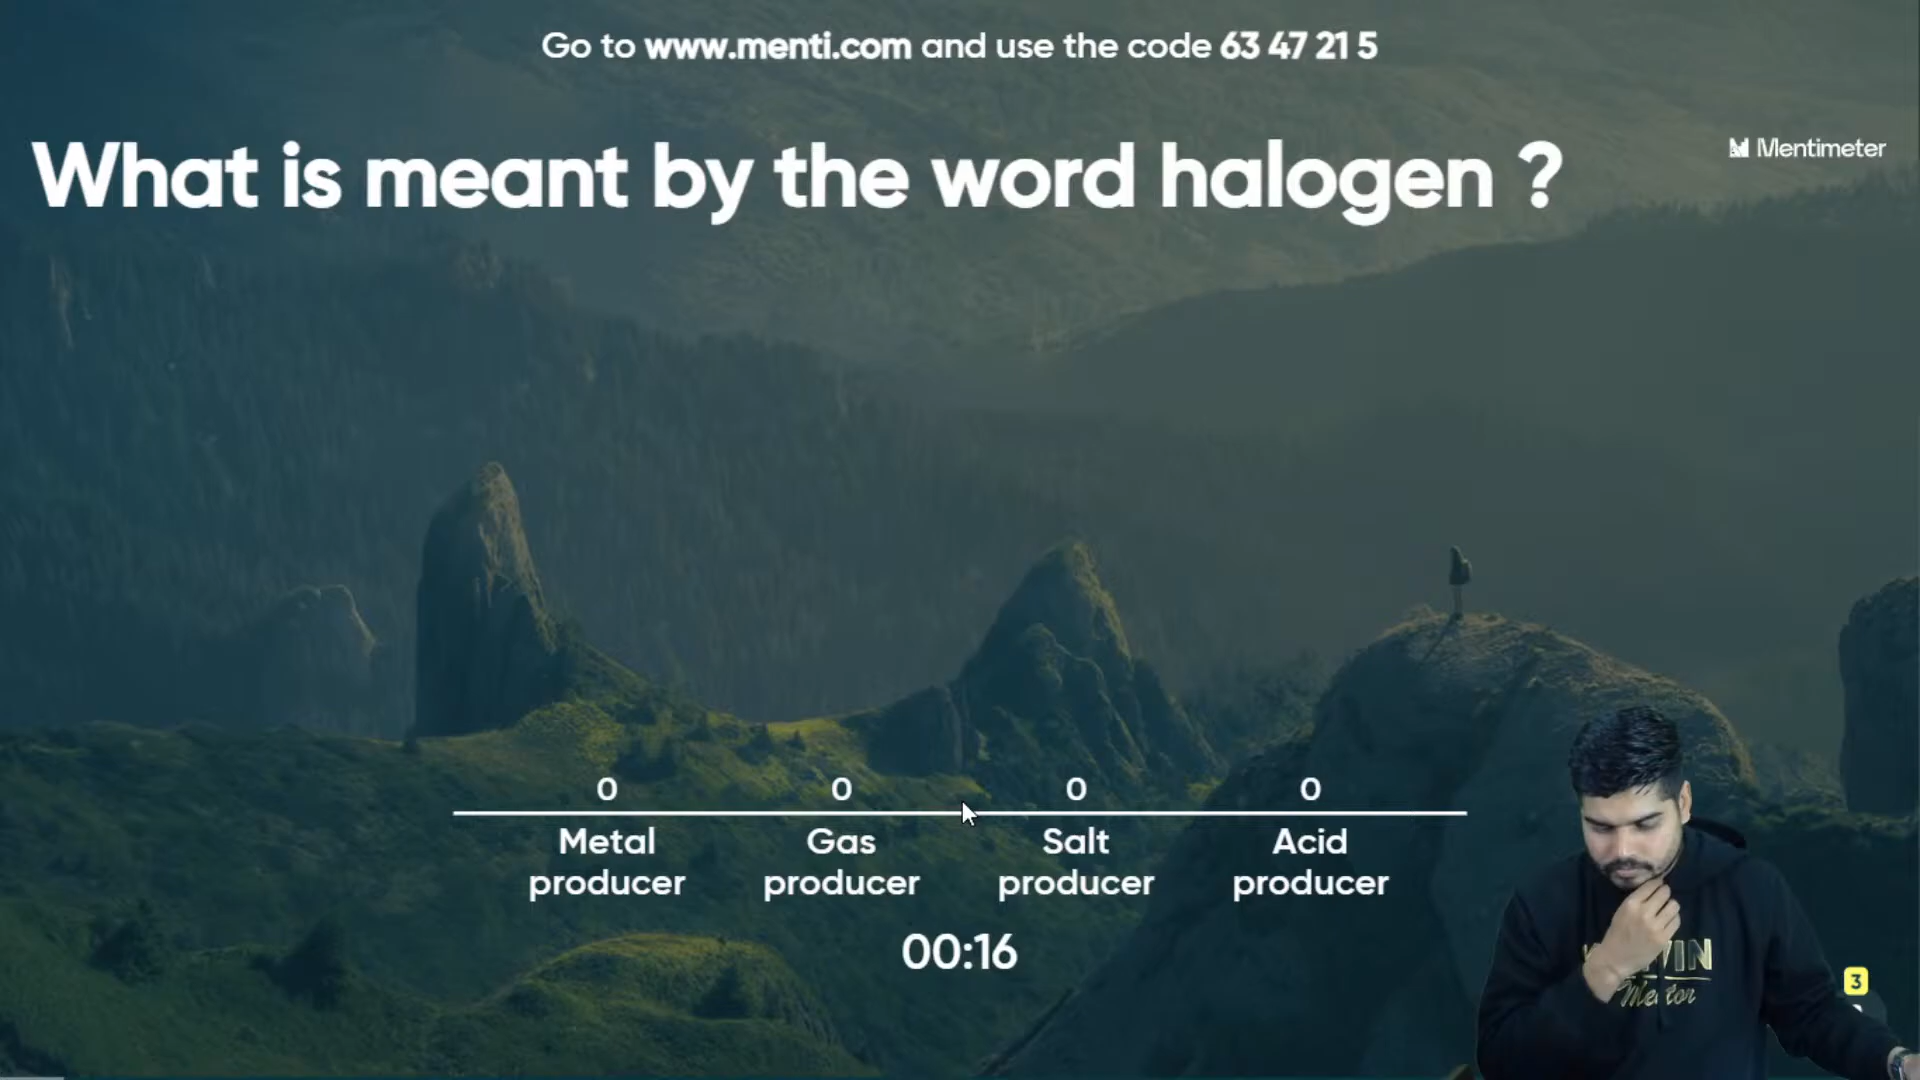 Go to www.menti.com and use the code 63 47 21 5
What is meant by the word halogen ?
Mentimeter
0 0 0 0
Metal producer
Gas producer
Salt producer
Acid producer
00:16
Mentor
3